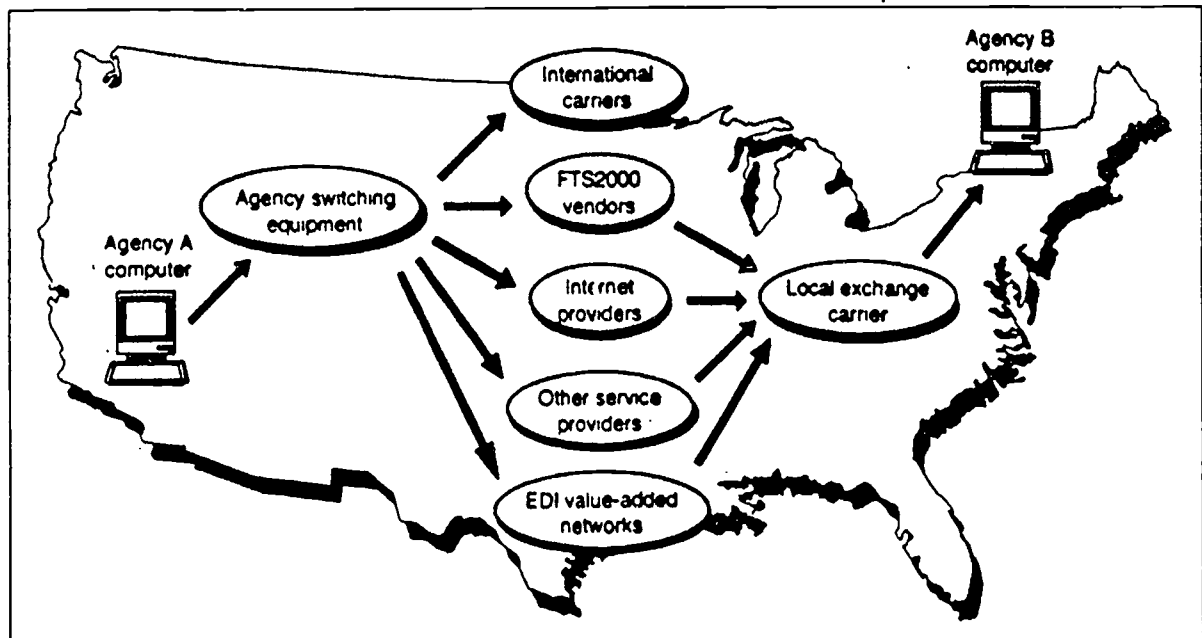 Agency B
computer
International
carriers
FTS2000
vendors
Agency switching
equipment
Agency A
computer
Internet
providers
Local exchange
carrier
Other service
providers
EDI value-added
networks